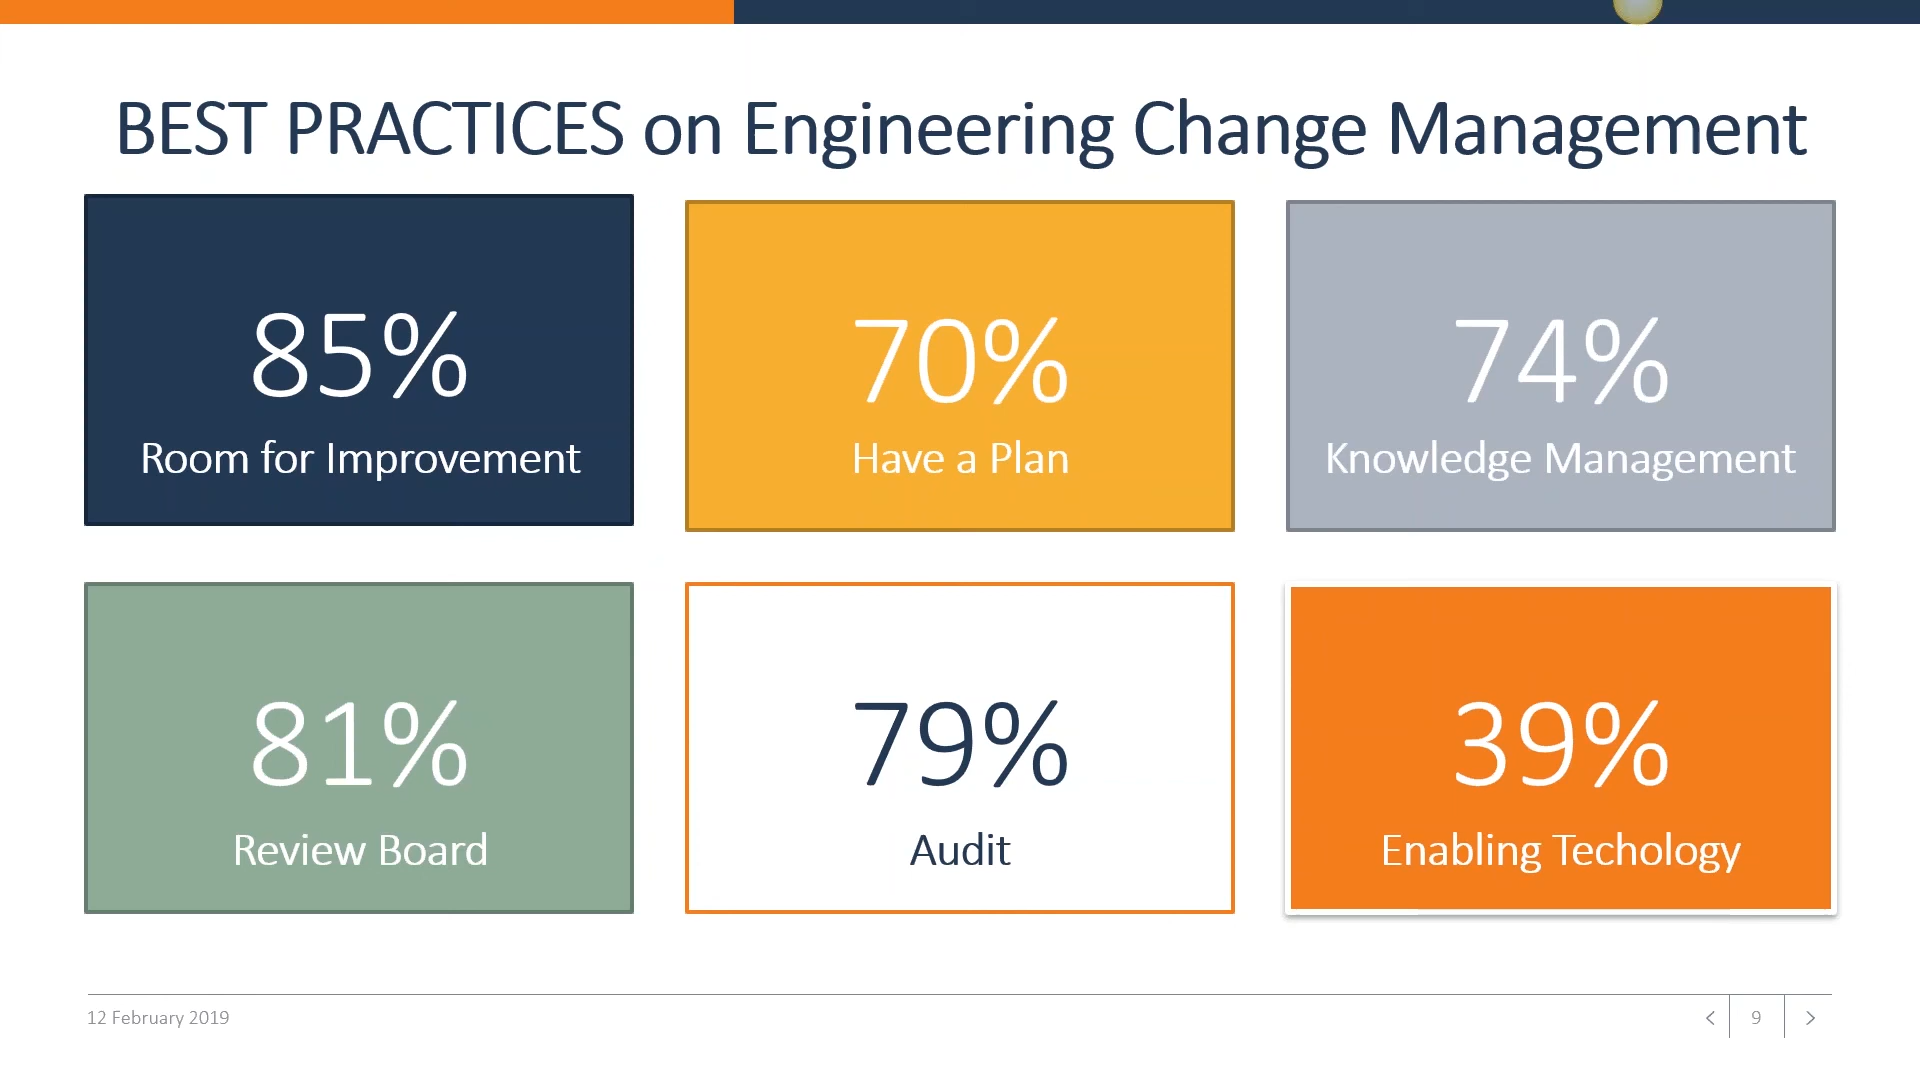 BEST PRACTICES on Engineering Change Management
85%
Room for Improvement
70%
Have a Plan
74%
Knowledge Management
81%
Review Board
79%
Audit
39%
Enabling Techology
12 February 2019
< 9 >